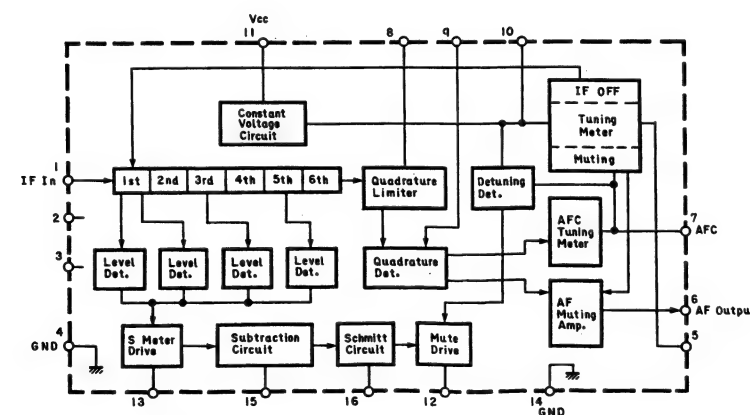 Vcc
11
8
9
10
IF OFF
Tuning
Meter
Muting
Constant
Voltage
Circuit
1
IF In
1st 2nd 3rd 4th 5th 6th
Quadrature
Limiter
Detuning
Det.
2
AFC
Tuning
Meter
7
AFC
3
Level
Det.
Level
Det.
Level
Det.
Level
Det.
Quadrature
Det.
AF
Muting
Amp.
6
AF Outpu
5
4
GND
S Meter
Drive
Subtraction
Circuit
Schmitt
Circuit
Mute
Drive
13
15
16
12
14
GND